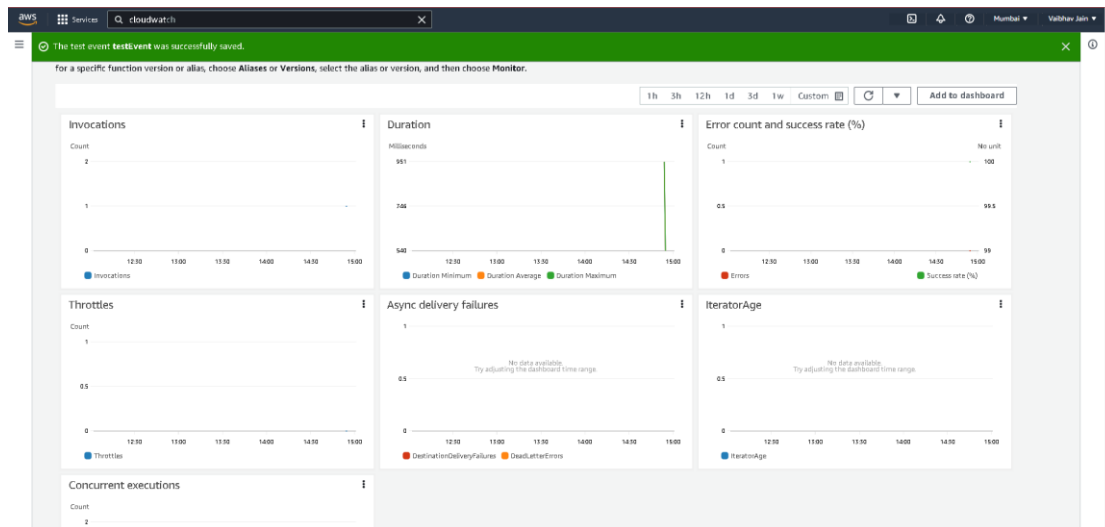 aws Services cloudwatch Mumbai ▼ Vaibhav Jain ▼
The test event testEvent was successfully saved.
for a specific function version or alias, choose Aliases or Versions, select the alias or version, and then choose Monitor.
1h 3h 12h 1d 3d 1w Custom Add to dashboard
Invocations
Count
2
1
0
12:30 13:00 13:30 14:00 14:30 15:00
Invocations
Duration
Milliseconds
951
746
540
12:30 13:00 13:30 14:00 14:30 15:00
Duration Minimum Duration Average Duration Maximum
Error count and success rate (%)
Count No unit
1 100
0.5 99.5
0 99
12:30 13:00 13:30 14:00 14:30 15:00
Errors Success rate (%)
Throttles
Count
1
0.5
0
12:30 13:00 13:30 14:00 14:30 15:00
Throttles
Async delivery failures
1
No data available.
Try adjusting the dashboard time range.
0.5
0
12:30 13:00 13:30 14:00 14:30 15:00
DestinationDeliveryFailures DeadLetterErrors
IteratorAge
1
No data available.
Try adjusting the dashboard time range.
0.5
0
12:30 13:00 13:30 14:00 14:30 15:00
IteratorAge
Concurrent executions
Count
2